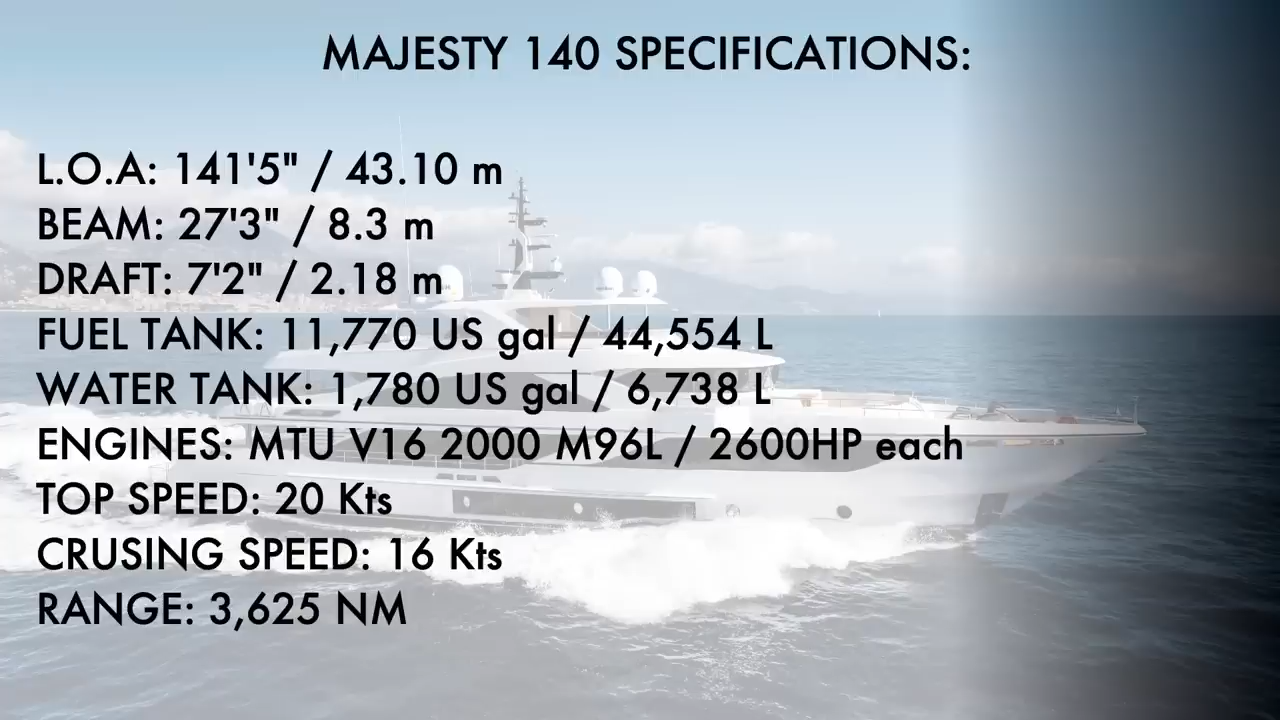 MAJESTY 140 SPECIFICATIONS:
L.O.A: 141'5" / 43.10 m
BEAM: 27'3" / 8.3 m
DRAFT: 7'2" / 2.18 m
FUEL TANK: 11,770 US gal / 44,554 L
WATER TANK: 1,780 US gal / 6,738 L
ENGINES: MTU V16 2000 M96L / 2600HP each
TOP SPEED: 20 Kts
CRUSING SPEED: 16 Kts
RANGE: 3,625 NM